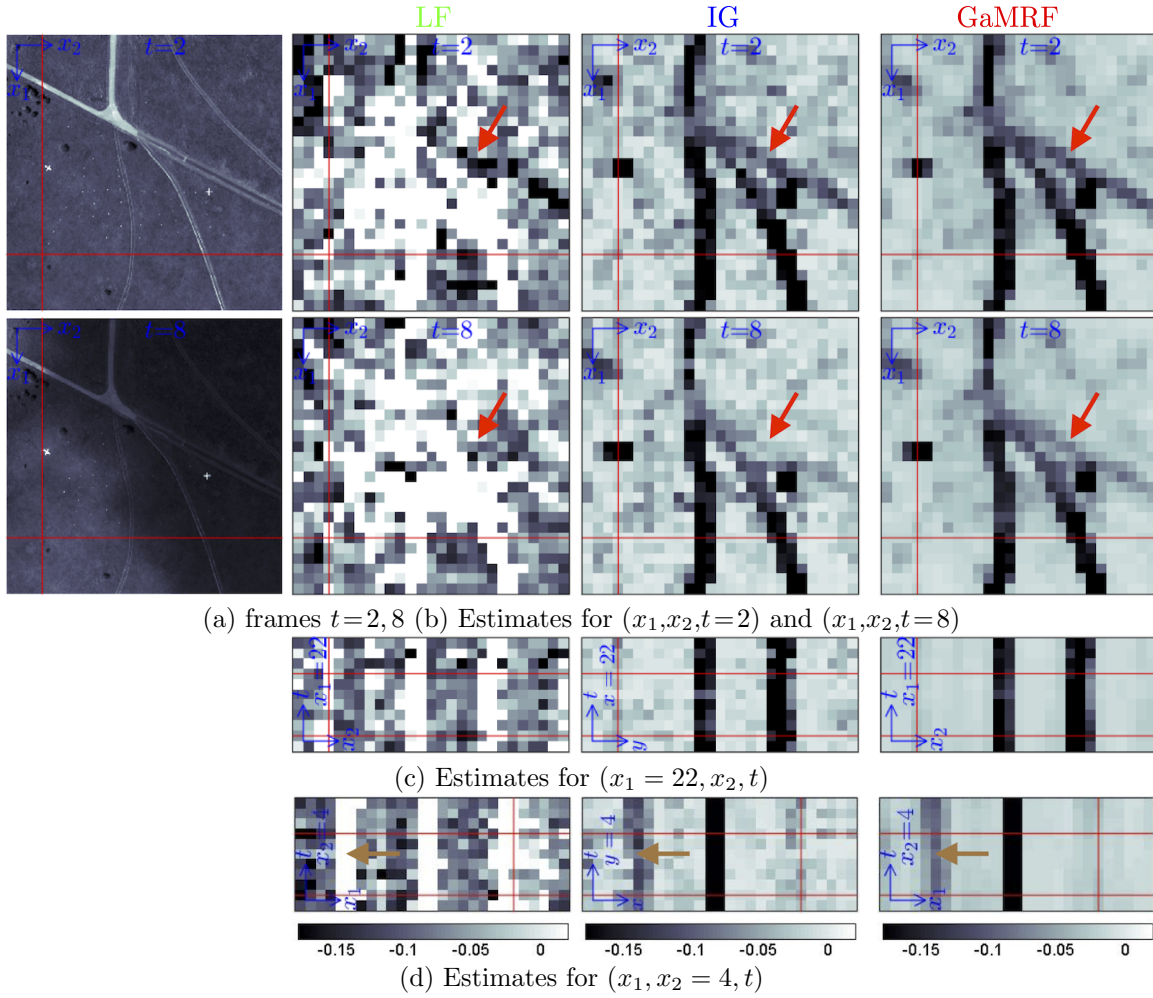 LF IG GaMRF
x₂ t=2 x₂ t=2 x₂ t=2 x₂ t=2
x₁ x₁ x₁ x₁
x₂ t=8 x₂ t=8 x₂ t=8 x₂ t=8
x₁ x₁ x₁ x₁
(a) frames t=2,8 (b) Estimates for (x₁,x₂,t=2) and (x₁,x₂,t=8)
t x₁=22 t x=22 t x₁=22
x₂ y x₂
(c) Estimates for (x₁ = 22, x₂, t)
t x₂=4 t y=4 t x₂=4
x₁ x x₁
-0.15 -0.1 -0.05 0 -0.15 -0.1 -0.05 0 -0.15 -0.1 -0.05 0
(d) Estimates for (x₁, x₂ = 4, t)